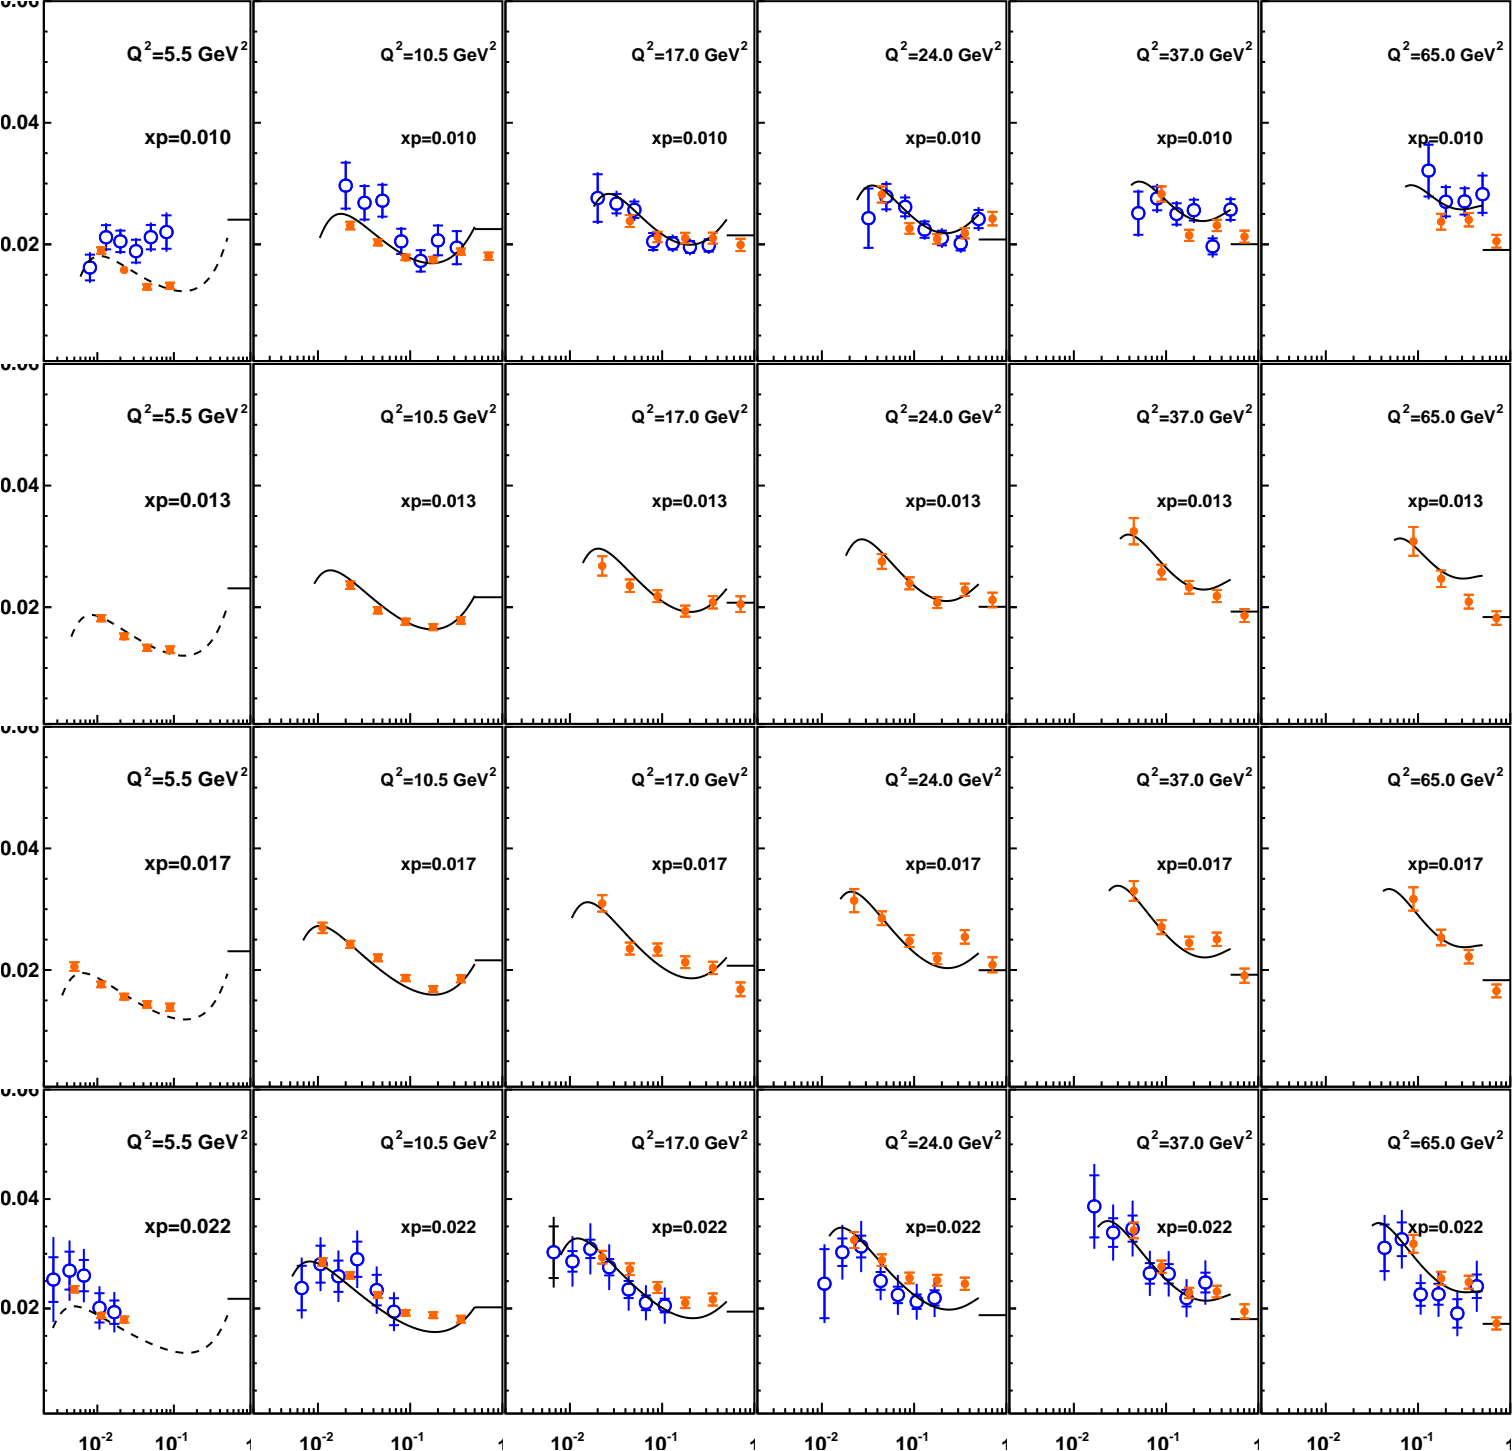 0.06
Q²=5.5 GeV² Q²=10.5 GeV² Q²=17.0 GeV² Q²=24.0 GeV² Q²=37.0 GeV² Q²=65.0 GeV²
0.04
xp=0.010 xp=0.010 xp=0.010 xp=0.010 xp=0.010 xp=0.010
0.02
0.06
Q²=5.5 GeV² Q²=10.5 GeV² Q²=17.0 GeV² Q²=24.0 GeV² Q²=37.0 GeV² Q²=65.0 GeV²
0.04
xp=0.013 xp=0.013 xp=0.013 xp=0.013 xp=0.013 xp=0.013
0.02
0.06
Q²=5.5 GeV² Q²=10.5 GeV² Q²=17.0 GeV² Q²=24.0 GeV² Q²=37.0 GeV² Q²=65.0 GeV²
0.04
xp=0.017 xp=0.017 xp=0.017 xp=0.017 xp=0.017 xp=0.017
0.02
0.06
Q²=5.5 GeV² Q²=10.5 GeV² Q²=17.0 GeV² Q²=24.0 GeV² Q²=37.0 GeV² Q²=65.0 GeV²
0.04
xp=0.022 xp=0.022 xp=0.022 xp=0.022 xp=0.022 xp=0.022
0.02
10⁻² 10⁻¹ 1 10⁻² 10⁻¹ 1 10⁻² 10⁻¹ 1 10⁻² 10⁻¹ 1 10⁻² 10⁻¹ 1 10⁻² 10⁻¹ 1